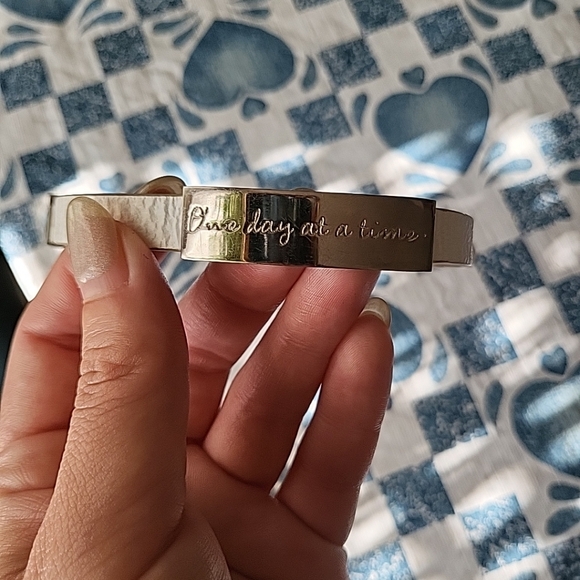 One day at a time.